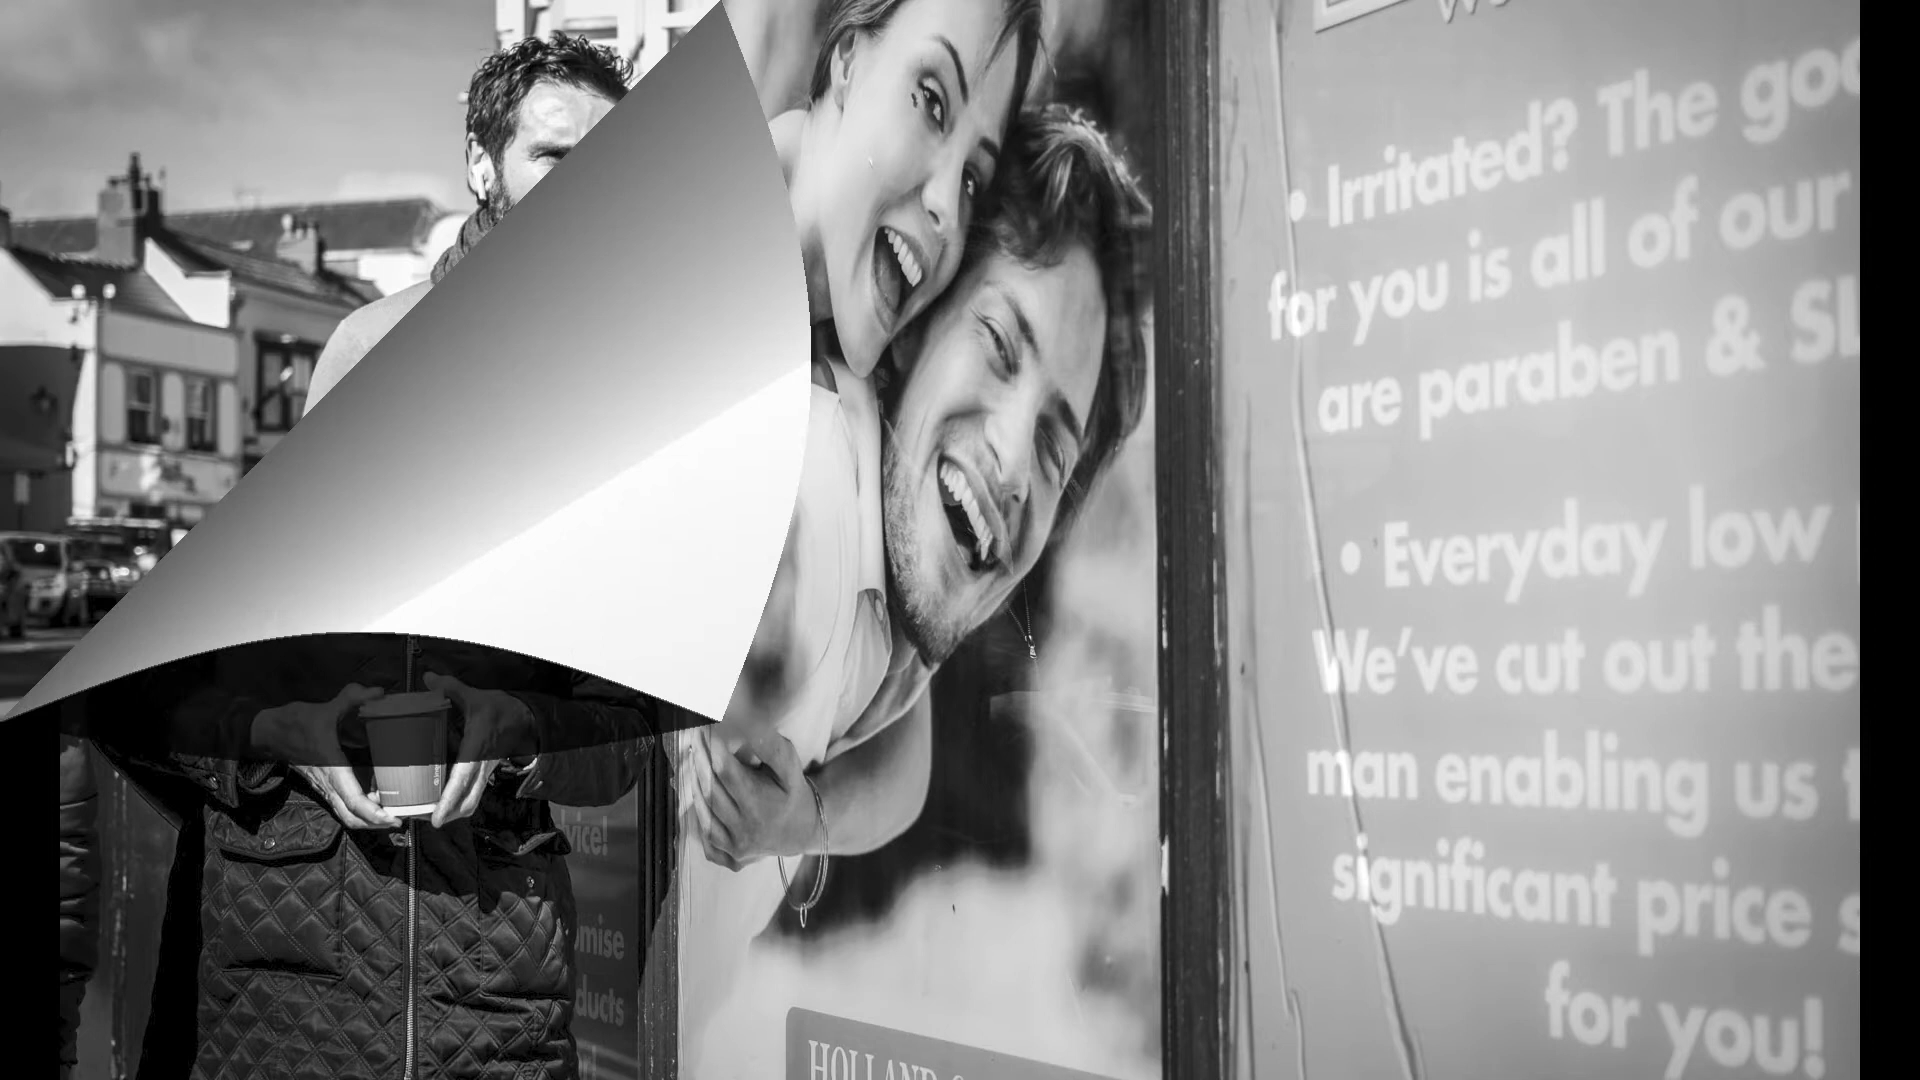 • Irritated? The goo
for you is all of our
are paraben & SL
• Everyday low
We've cut out the
man enabling us t
significant price s
for you!
vice!
omise
ducts
HOLLAND &